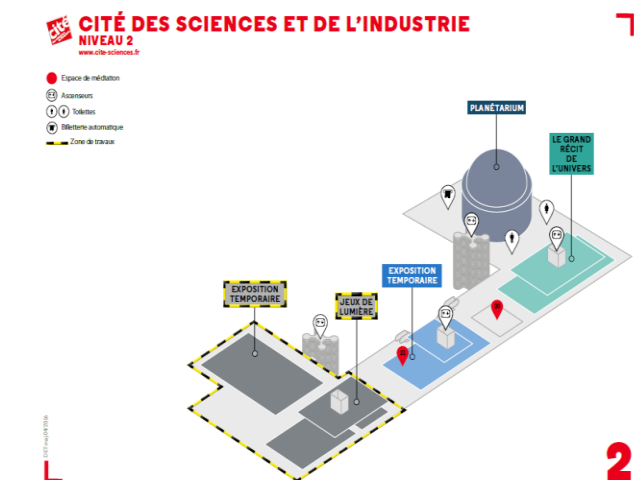 cité
CITÉ DES SCIENCES ET DE L'INDUSTRIE
NIVEAU 2
www.cite-sciences.fr
Espace de médiation
Ascenseurs
Toilettes
Billetterie automatique
Zone de travaux
PLANÉTARIUM
LE GRAND
RÉCIT
DE
L'UNIVERS
EXPOSITION
TEMPORAIRE
EXPOSITION
TEMPORAIRE
JEUX DE
LUMIÈRE
2